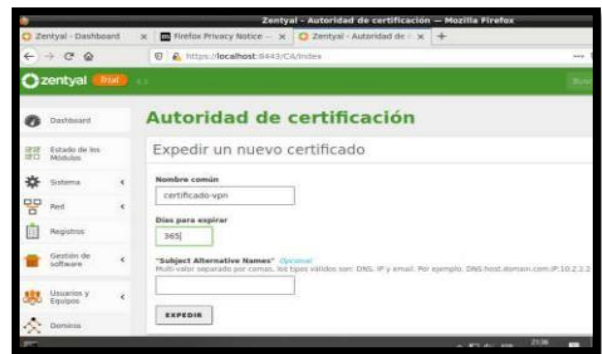 Zentyal - Autoridad de certificación — Mozilla Firefox
Zentyal - Dashboard
Firefox Privacy Notice
Zentyal - Autoridad de
https://localhost:8443/CA/Index
zentyal Trial
Autoridad de certificación
Dashboard
Expedir un nuevo certificado
Estado de los Módulos
Sistema
Nombre común
certificado-vpn
Red
Días para expirar
365
Registros
Gestión de software
"Subject Alternative Names" Opcional
Multi-valor separado por comas, los tipos válidos son: DNS, IP y email. Por ejemplo, DNS:host.domain.com,IP:10.2.2.2
Usuarios y Equipos
EXPEDIR
Dominio
21:36